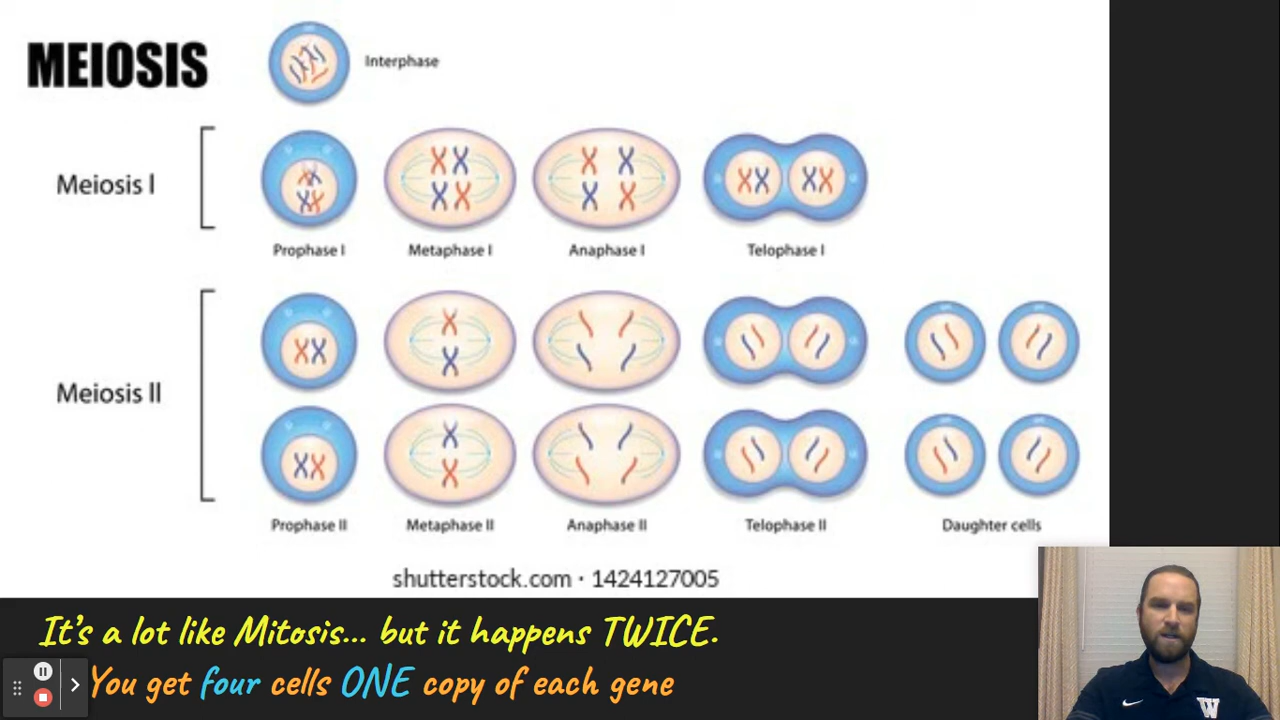 MEIOSIS
Interphase
Meiosis I
Prophase I
Metaphase I
Anaphase I
Telophase I
Meiosis II
Prophase II
Metaphase II
Anaphase II
Telophase II
Daughter cells
shutterstock.com · 1424127005
It's a lot like Mitosis... but it happens TWICE.
You get four cells ONE copy of each gene
W